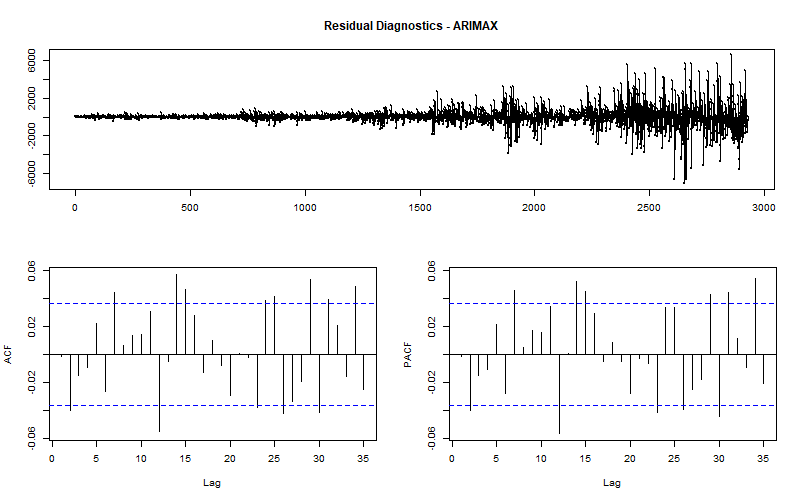 Residual Diagnostics - ARIMAX
6000
2000
-2000
-6000
0 500 1000 1500 2000 2500 3000
0.06
0.02
-0.02
-0.06
ACF
0 5 10 15 20 25 30 35
Lag
0.06
0.02
-0.02
-0.06
PACF
0 5 10 15 20 25 30 35
Lag